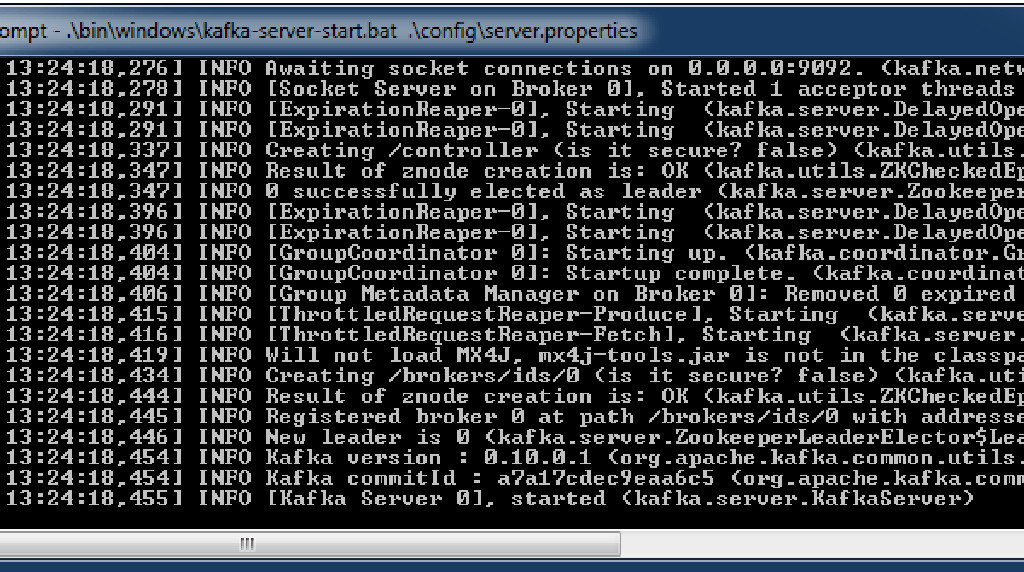 ompt - .\bin\windows\kafka-server-start.bat .\config\server.properties
13:24:18,276] INFO Awaiting socket connections on 0.0.0.0:9092. (kafka.netw
13:24:18,278] INFO [Socket Server on Broker 0], Started 1 acceptor threads
13:24:18,291] INFO [ExpirationReaper-0], Starting (kafka.server.DelayedOpe
13:24:18,291] INFO [ExpirationReaper-0], Starting (kafka.server.DelayedOpe
13:24:18,337] INFO Creating /controller (is it secure? false) (kafka.utils.
13:24:18,347] INFO Result of znode creation is: OK (kafka.utils.ZKCheckedEp
13:24:18,347] INFO 0 successfully elected as leader (kafka.server.Zookeeper
13:24:18,396] INFO [ExpirationReaper-0], Starting (kafka.server.DelayedOpe
13:24:18,396] INFO [ExpirationReaper-0], Starting (kafka.server.DelayedOpe
13:24:18,404] INFO [GroupCoordinator 0]: Starting up. (kafka.coordinator.Gr
13:24:18,404] INFO [GroupCoordinator 0]: Startup complete. (kafka.coordinat
13:24:18,406] INFO [Group Metadata Manager on Broker 0]: Removed 0 expired
13:24:18,415] INFO [ThrottledRequestReaper-Produce], Starting (kafka.serve
13:24:18,416] INFO [ThrottledRequestReaper-Fetch], Starting (kafka.server.
13:24:18,419] INFO Will not load MX4J, mx4j-tools.jar is not in the classpa
13:24:18,434] INFO Creating /brokers/ids/0 (is it secure? false) (kafka.uti
13:24:18,444] INFO Result of znode creation is: OK (kafka.utils.ZKCheckedEp
13:24:18,445] INFO Registered broker 0 at path /brokers/ids/0 with addresse
13:24:18,446] INFO New leader is 0 (kafka.server.ZookeeperLeaderElector$Lea
13:24:18,454] INFO Kafka version : 0.10.0.1 (org.apache.kafka.common.utils.
13:24:18,454] INFO Kafka commitId : a7a17cdec9eaa6c5 (org.apache.kafka.comm
13:24:18,455] INFO [Kafka Server 0], started (kafka.server.KafkaServer)